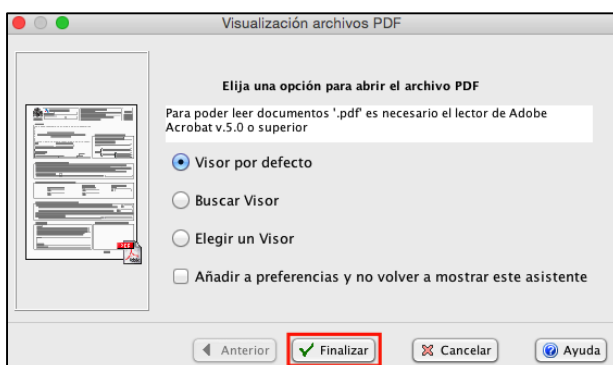 Visualización archivos PDF
Elija una opción para abrir el archivo PDF
Para poder leer documentos '.pdf' es necesario el lector de Adobe
Acrobat v.5.0 o superior
Visor por defecto
Buscar Visor
Elegir un Visor
Añadir a preferencias y no volver a mostrar este asistente
Anterior Finalizar Cancelar Ayuda